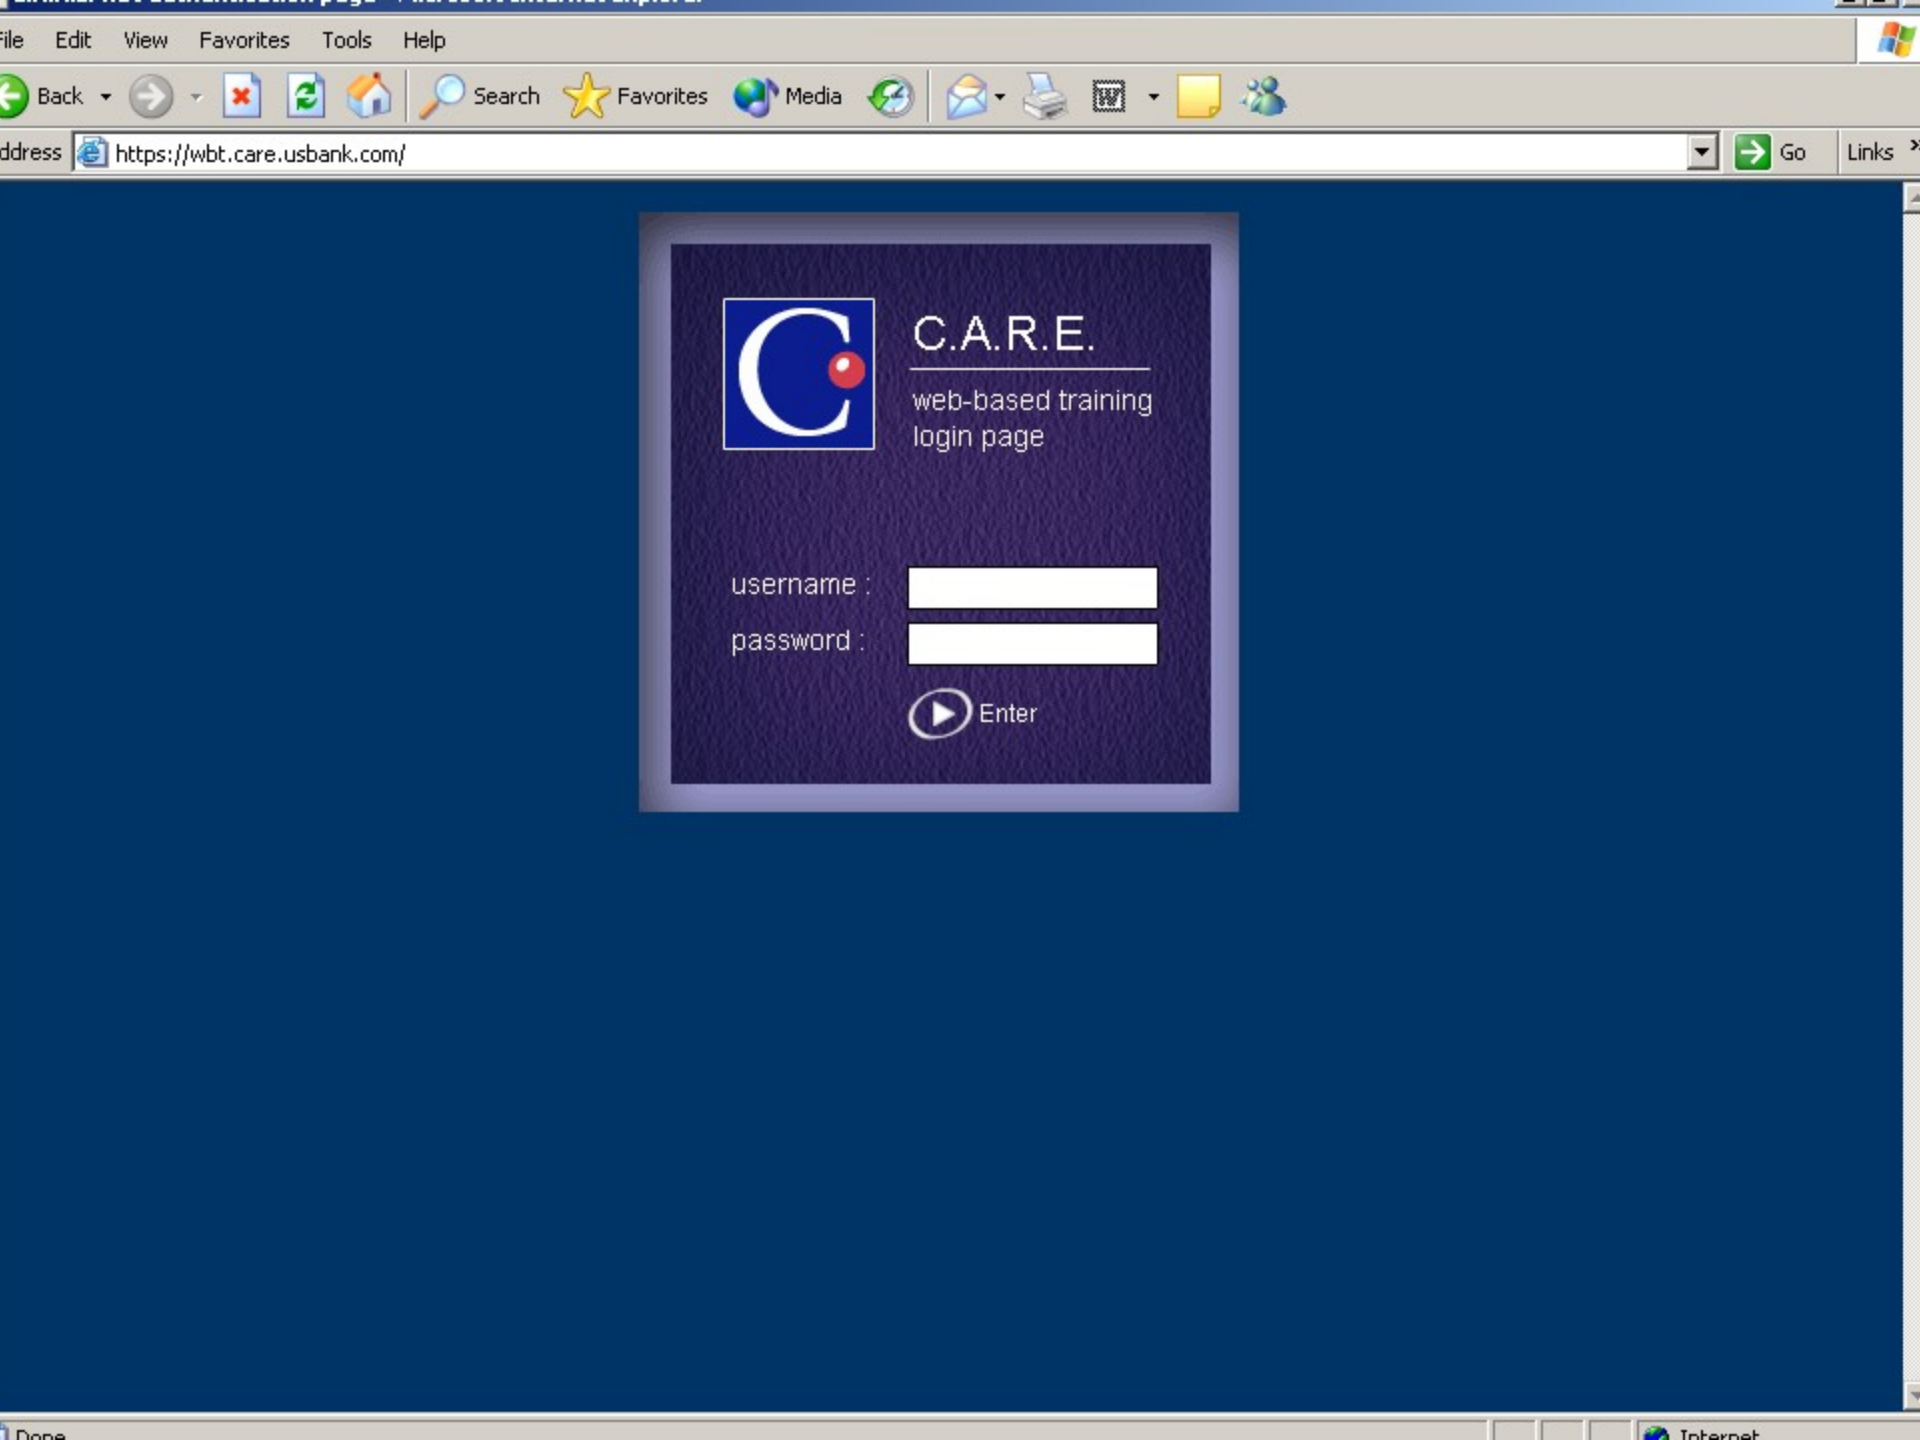 File Edit View Favorites Tools Help
Back Search Favorites Media
Address https://wbt.care.usbank.com/ Go Links »
C
C.A.R.E.
web-based training
login page
username :
password :
Enter
Done Internet